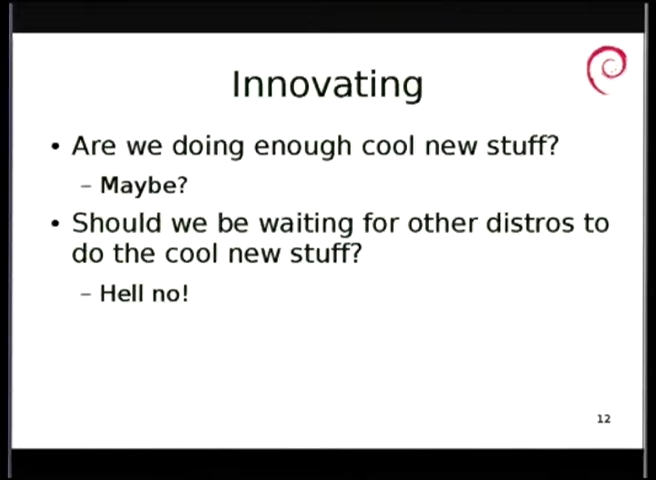 Innovating
• Are we doing enough cool new stuff?
– Maybe?
• Should we be waiting for other distros to
do the cool new stuff?
– Hell no!
12